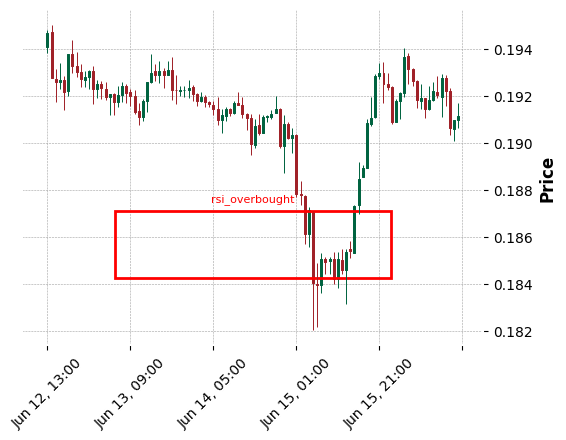 0.194
0.192
0.190
0.188
0.186
0.184
0.182
Price
rsi_overbought
Jun 12, 13:00
Jun 13, 09:00
Jun 14, 05:00
Jun 15, 01:00
Jun 15, 21:00